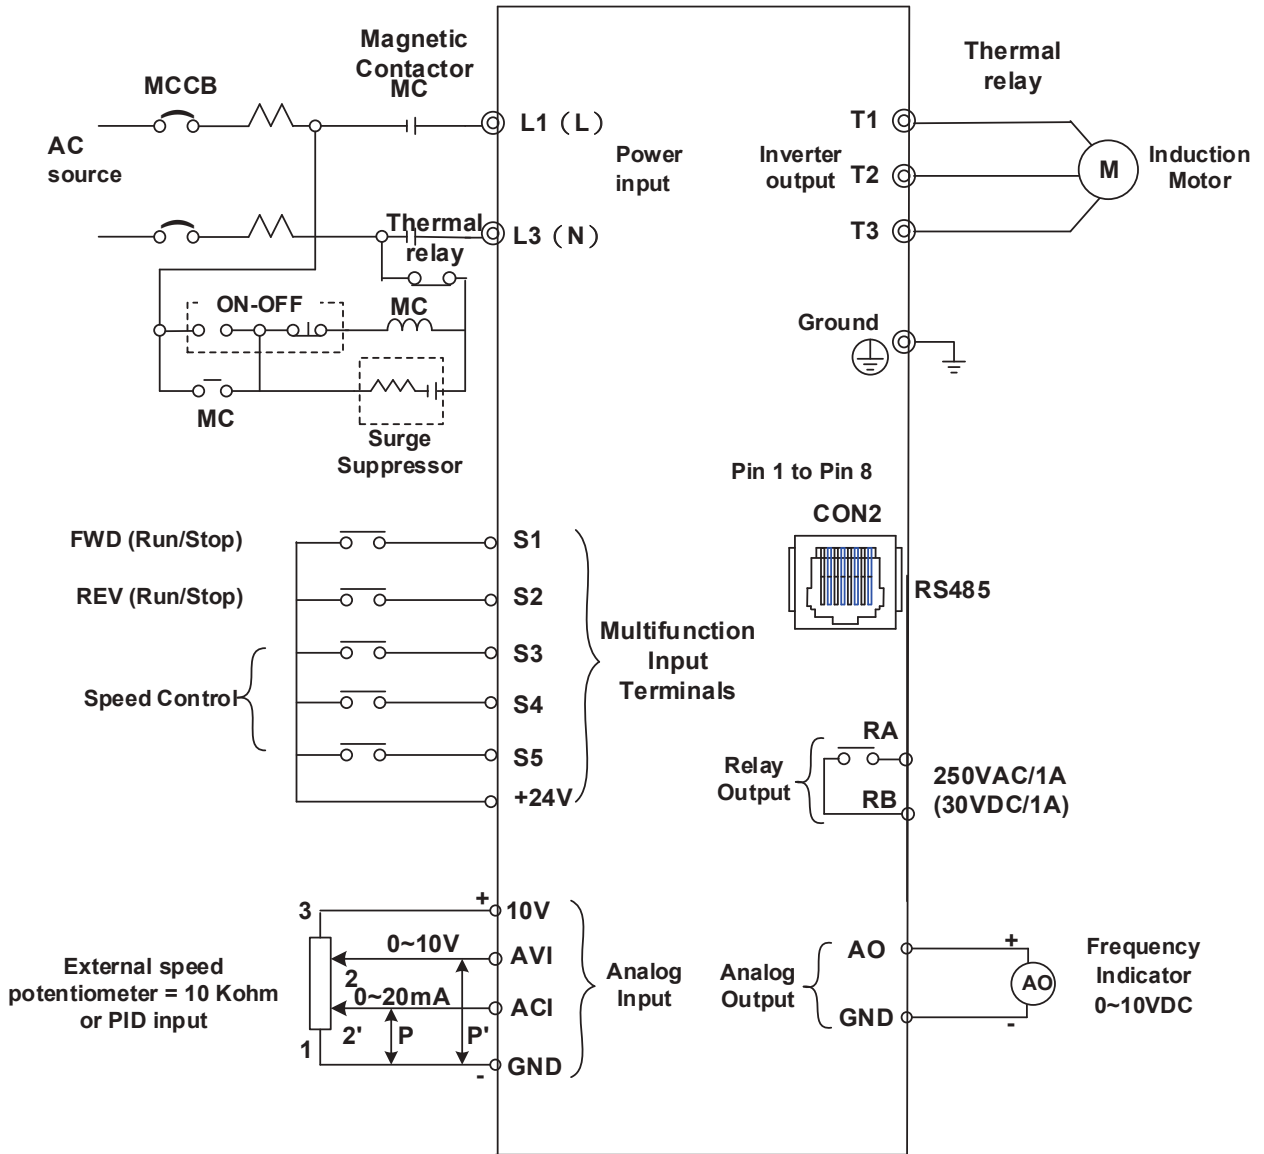 Magnetic
Contactor
MC
MCCB
Thermal
relay
L1 (L)
T1
AC
source
Power
input
Inverter
output
T2
M
Induction
Motor
Thermal
relay
L3 (N)
T3
ON-OFF
MC
Ground
MC
Surge
Suppressor
Pin 1 to Pin 8
CON2
RS485
FWD (Run/Stop)
S1
REV (Run/Stop)
S2
Multifunction
Input
Terminals
S3
Speed Control
S4
S5
+24V
Relay
Output
RA
RB
250VAC/1A
(30VDC/1A)
3
+
10V
0~10V
AVI
2
0~20mA
ACI
2'
P
P'
1
-
GND
External speed
potentiometer = 10 Kohm
or PID input
Analog
Input
Analog
Output
AO
GND
+
AO
-
Frequency
Indicator
0~10VDC